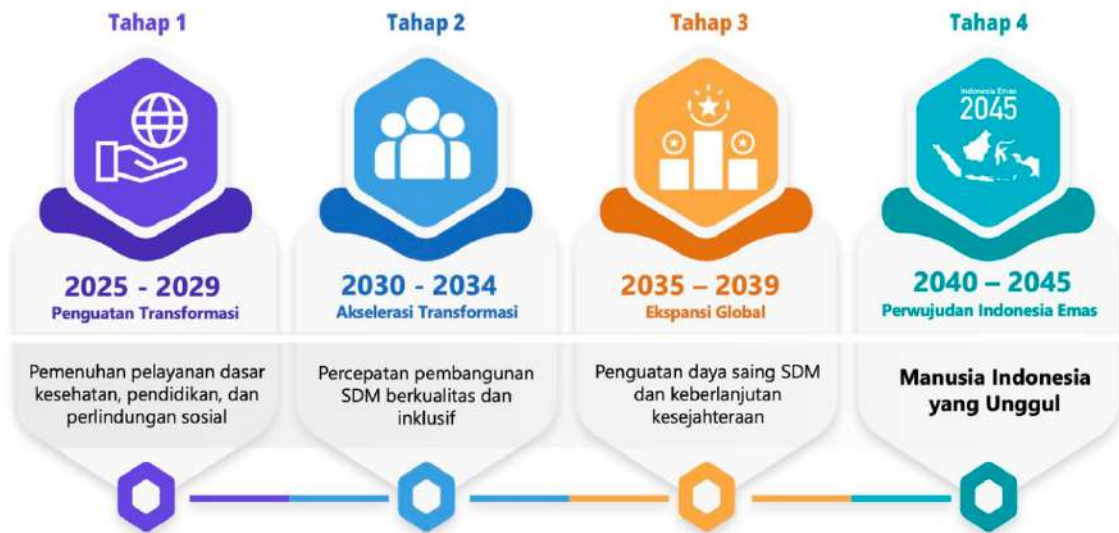 Tahap 1
Tahap 2
Tahap 3
Tahap 4
Indonesia Emas
2045
2025 - 2029
Penguatan Transformasi
2030 - 2034
Akselerasi Transformasi
2035 – 2039
Ekspansi Global
2040 – 2045
Perwujudan Indonesia Emas
Pemenuhan pelayanan dasar
kesehatan, pendidikan, dan
perlindungan sosial
Percepatan pembangunan
SDM berkualitas dan
inklusif
Penguatan daya saing SDM
dan keberlanjutan
kesejahteraan
Manusia Indonesia
yang Unggul